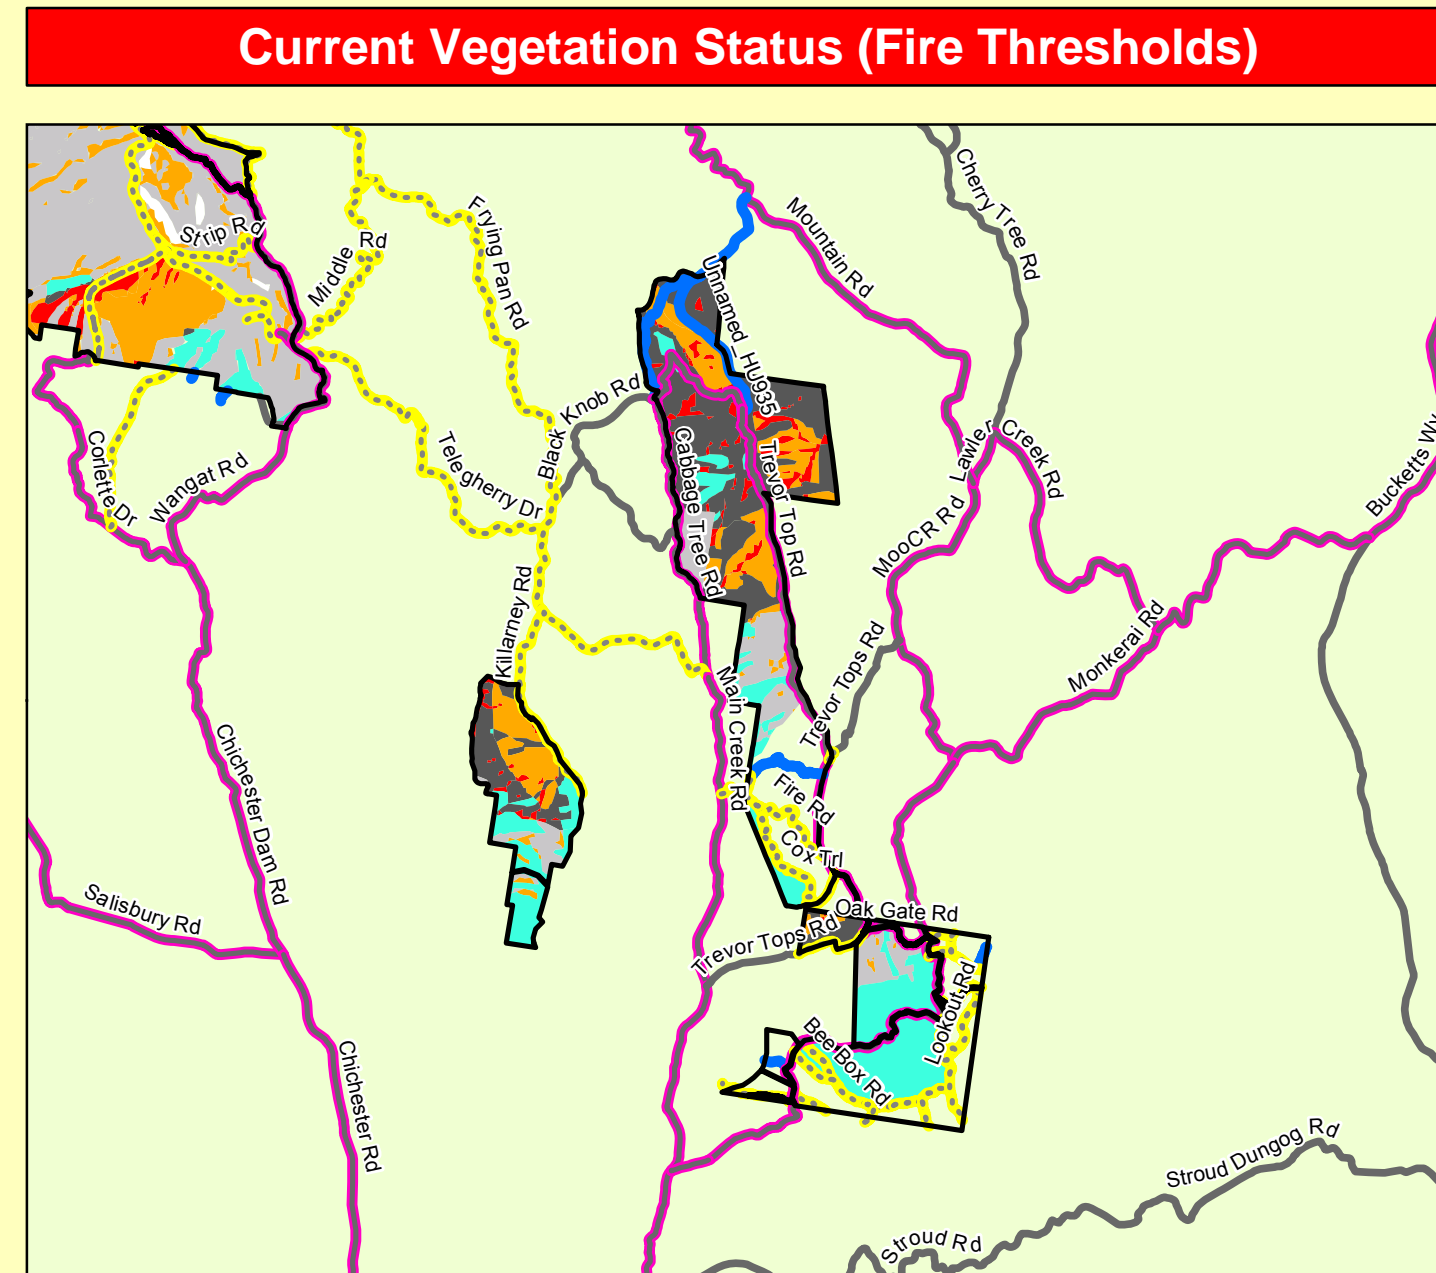 Current Vegetation Status (Fire Thresholds)
Cherry Tree Rd
Mountain Rd
Frying Pan Rd
Strip Rd
Middle Rd
Unnamed_HU935
Black Knob Rd
Telegherry Dr
Corlette Dr
Wangat Rd
Cabbage Tree Rd
Trevor Top Rd
Lawler Creek Rd
Bucketts Wy
MooCR Rd
Killarney Rd
Monkerai Rd
Trevor Tops Rd
Main Creek Rd
Fire Rd
Cox Trl
Chichester Dam Rd
Salisbury Rd
Oak Gate Rd
Trevor Tops Rd
Lookout Rd
Bee Box Rd
Chichester Rd
Stroud Dungog Rd
Stroud Rd